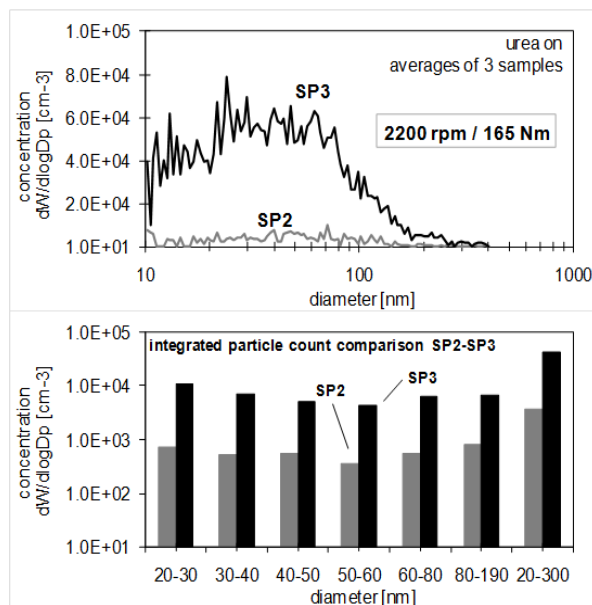 1.0E+05
urea on
averages of 3 samples
8.0E+04
SP3
6.0E+04
2200 rpm / 165 Nm
4.0E+04
2.0E+04
SP2
1.0E+01
concentration
dW/dlogDp [cm-3]
10 100 1000
diameter [nm]
1.0E+05
integrated particle count comparison SP2-SP3
SP2
SP3
1.0E+04
1.0E+03
1.0E+02
1.0E+01
concentration
dW/dlogDp [cm-3]
20-30 30-40 40-50 50-60 60-80 80-190 20-300
diameter [nm]